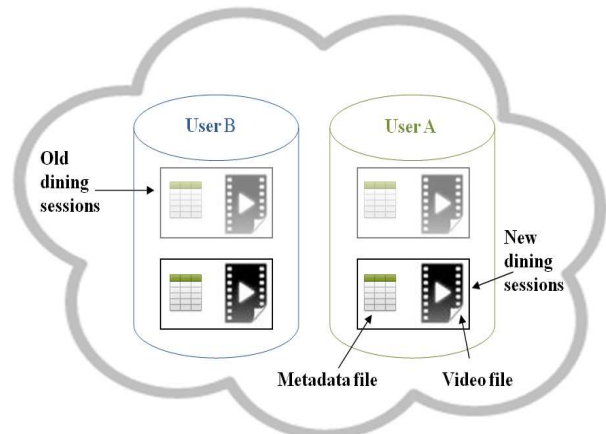 User B
User A
Old
dining
sessions
New
dining
sessions
Metadata file
Video file